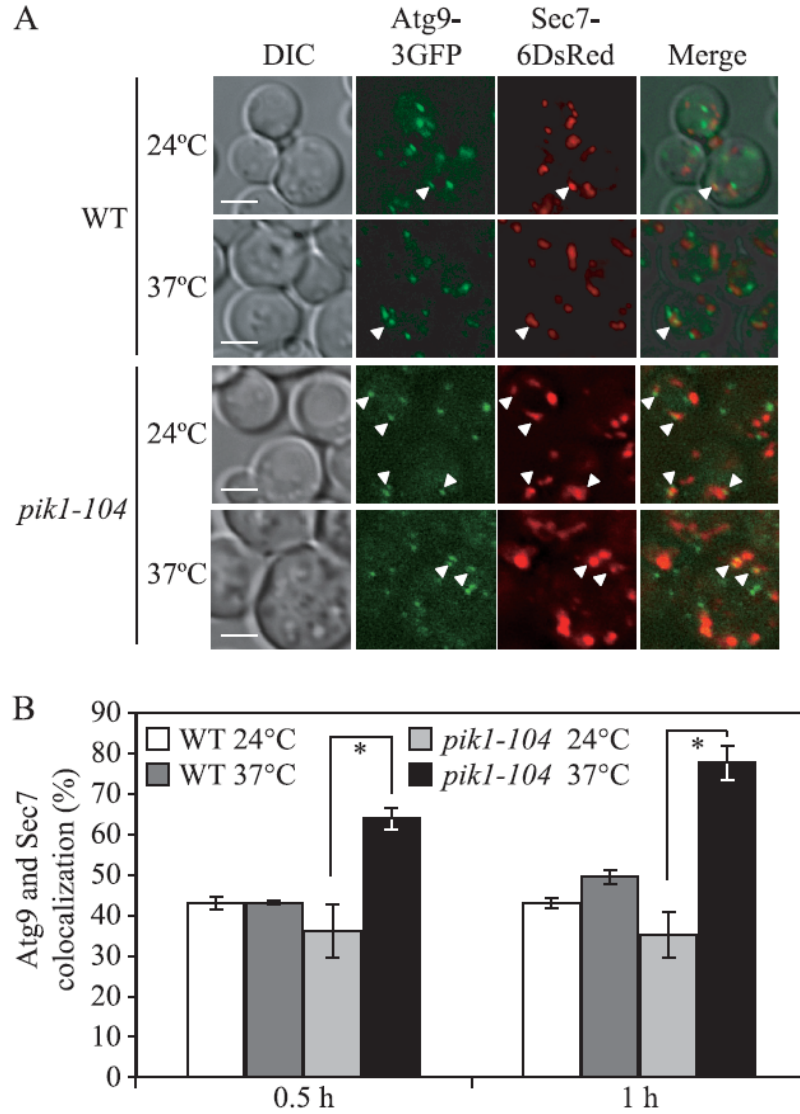 A
Atg9- Sec7-
DIC 3GFP 6DsRed Merge
24ºC
WT
37ºC
24ºC
pik1-104
37ºC
B
Atg9 and Sec7
colocalization (%)
90
80
70
60
50
40
30
20
10
0
WT 24°C pik1-104 24°C
WT 37°C pik1-104 37°C
* *
0.5 h 1 h